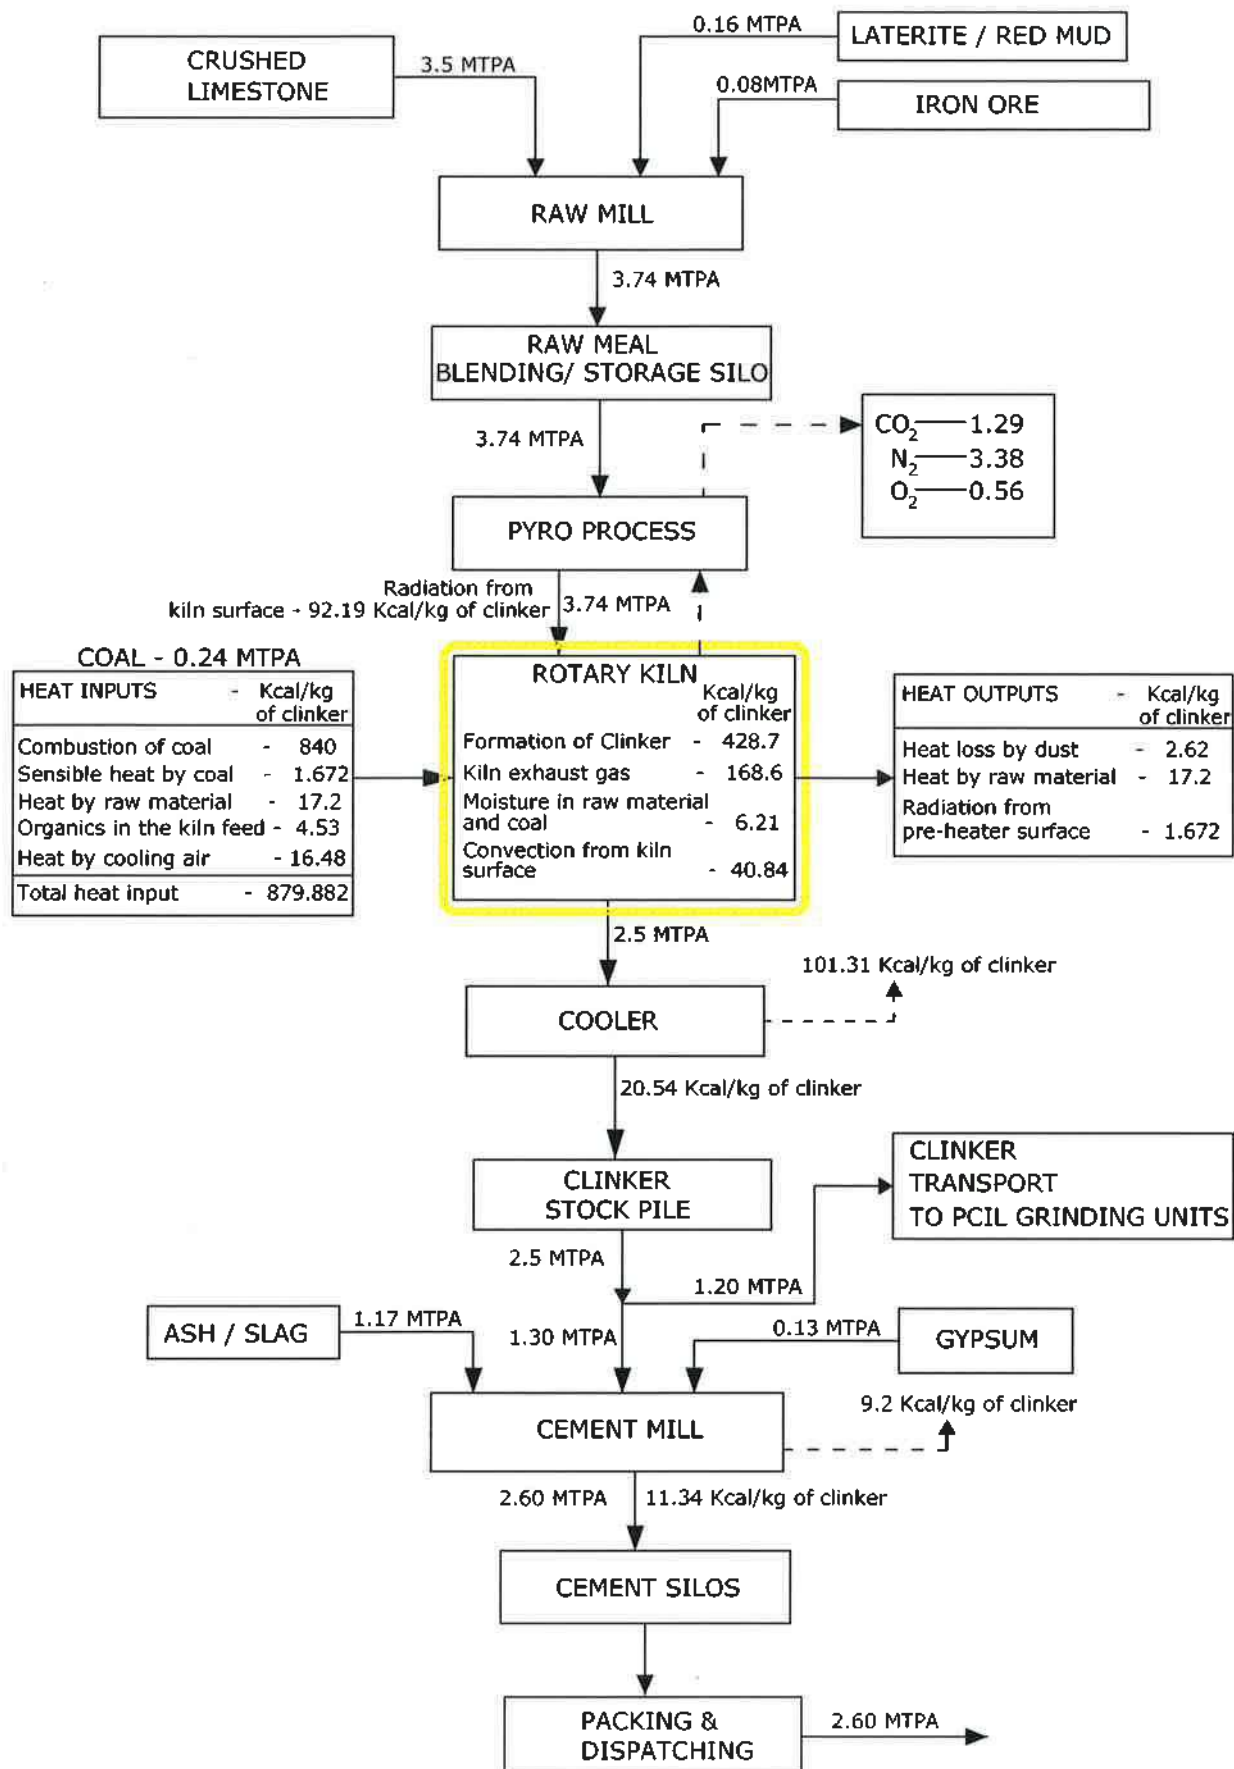 0.16 MTPA
LATERITE / RED MUD
CRUSHED
LIMESTONE
3.5 MTPA
0.08MTPA
IRON ORE
RAW MILL
3.74 MTPA
RAW MEAL
BLENDING/ STORAGE SILO
3.74 MTPA
CO2 1.29
N2 3.38
O2 0.56
PYRO PROCESS
Radiation from
kiln surface - 92.19 Kcal/kg of clinker
3.74 MTPA
COAL - 0.24 MTPA
HEAT INPUTS - Kcal/kg
of clinker
Combustion of coal - 840
Sensible heat by coal - 1.672
Heat by raw material - 17.2
Organics in the kiln feed - 4.53
Heat by cooling air - 16.48
Total heat input - 879.882
ROTARY KILN
Kcal/kg
of clinker
Formation of Clinker - 428.7
Kiln exhaust gas - 168.6
Moisture in raw material
and coal - 6.21
Convection from kiln
surface - 40.84
HEAT OUTPUTS - Kcal/kg
of clinker
Heat loss by dust - 2.62
Heat by raw material - 17.2
Radiation from
pre-heater surface - 1.672
2.5 MTPA
101.31 Kcal/kg of clinker
COOLER
20.54 Kcal/kg of clinker
CLINKER
STOCK PILE
CLINKER
TRANSPORT
TO PCIL GRINDING UNITS
2.5 MTPA
1.20 MTPA
ASH / SLAG
1.17 MTPA
1.30 MTPA
0.13 MTPA
GYPSUM
CEMENT MILL
9.2 Kcal/kg of clinker
2.60 MTPA
11.34 Kcal/kg of clinker
CEMENT SILOS
PACKING &
DISPATCHING
2.60 MTPA